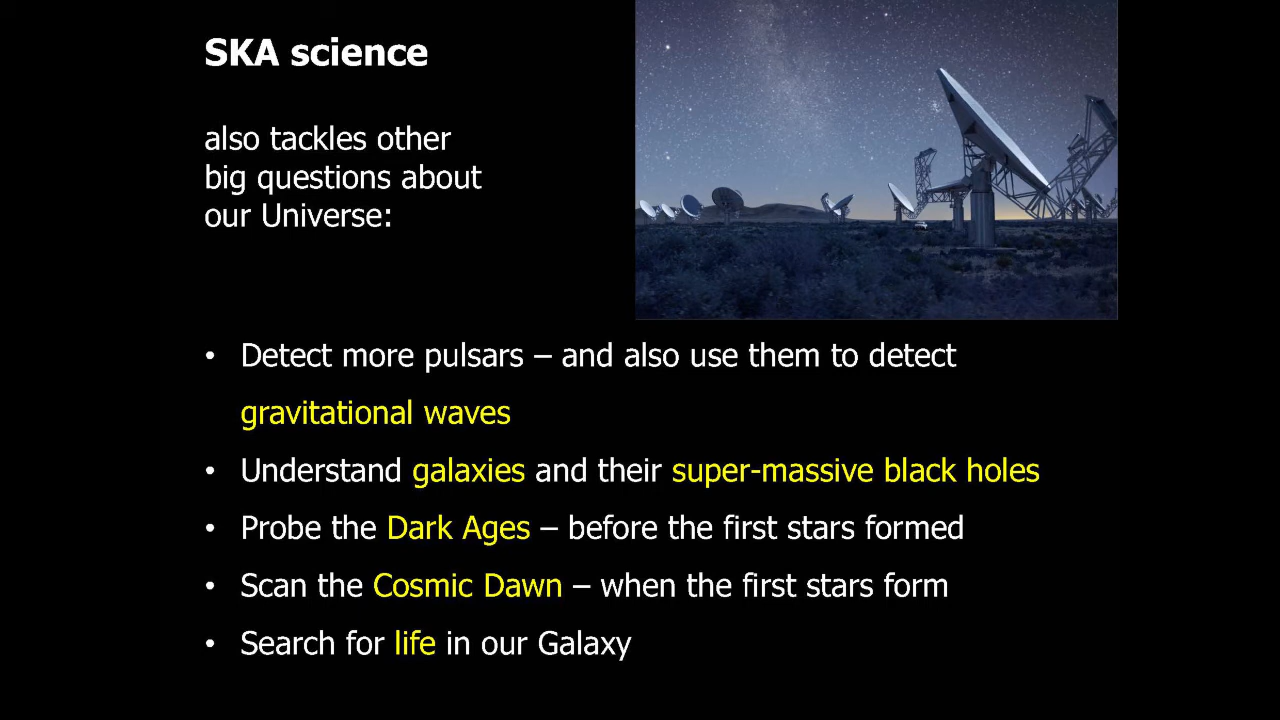 SKA science
also tackles other
big questions about
our Universe:
• Detect more pulsars – and also use them to detect
gravitational waves
• Understand galaxies and their super-massive black holes
• Probe the Dark Ages – before the first stars formed
• Scan the Cosmic Dawn – when the first stars form
• Search for life in our Galaxy